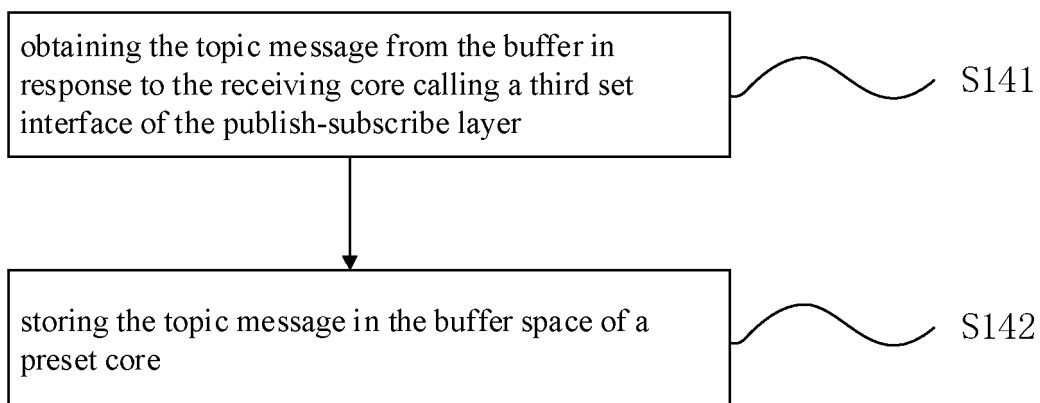 obtaining the topic message from the buffer in
response to the receiving core calling a third set
interface of the publish-subscribe layer
S141
storing the topic message in the buffer space of a
preset core
S142